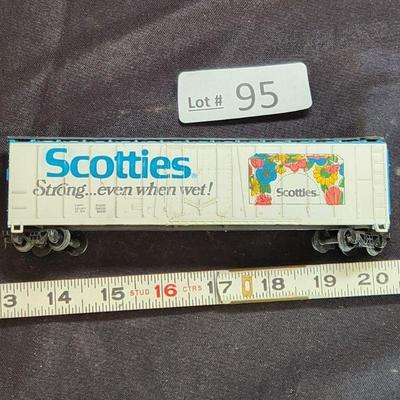 Lot # 95
Scotties
Strong...even when wet!
Scotties
3 14 15 STUD 16 CTRS 17 18 19 20